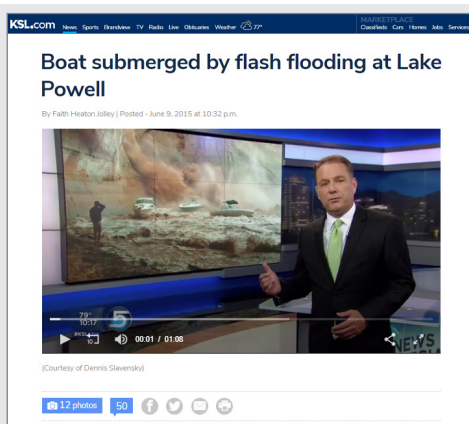 KSL.com News Sports Brandview TV Radio Live Obituaries Weather 77°
MARKETPLACE
Classifieds Cars Homes Jobs Services
Boat submerged by flash flooding at Lake
Powell
By Faith Heaton Jolley | Posted - June 9, 2015 at 10:32 p.m.
79°
10:17
5
#KSL
10
00:01 / 01:08
NEWS
(Courtesy of Dennis Slavensky)
12 photos 50